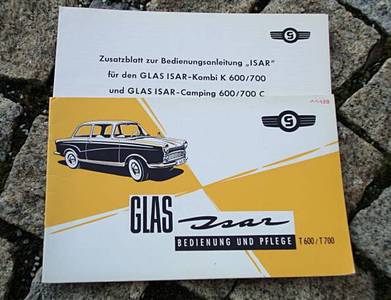 Zusatzblatt zur Bedienungsanleitung „ISAR"
für den GLAS ISAR-Kombi K 600/700
und GLAS ISAR-Camping 600/700 C
GLAS Isar
BEDIENUNG UND PFLEGE T 600/T 700